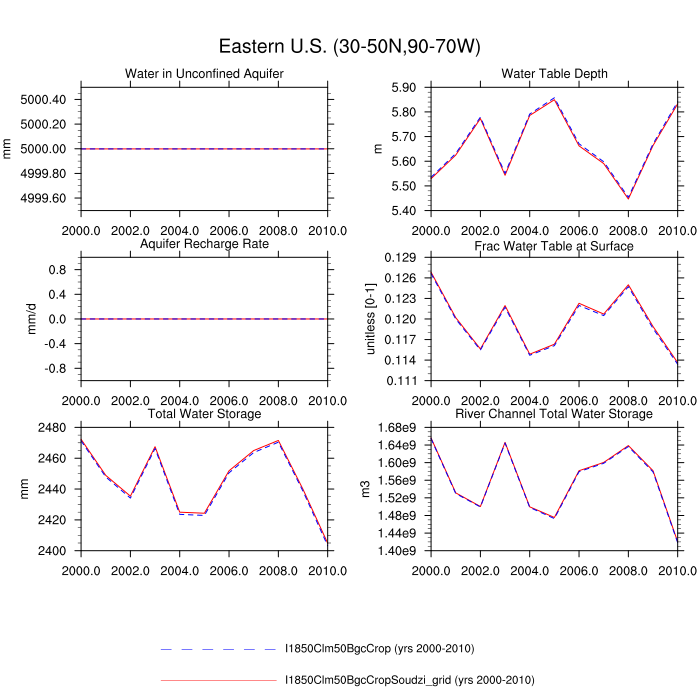 Eastern U.S. (30-50N,90-70W)
Water in Unconfined Aquifer
mm
5000.40
5000.20
5000.00
4999.80
4999.60
2000.0 2002.0 2004.0 2006.0 2008.0 2010.0
Water Table Depth
m
5.90
5.80
5.70
5.60
5.50
5.40
2000.0 2002.0 2004.0 2006.0 2008.0 2010.0
Aquifer Recharge Rate
mm/d
0.8
0.4
0.0
-0.4
-0.8
2000.0 2002.0 2004.0 2006.0 2008.0 2010.0
Frac Water Table at Surface
unitless [0-1]
0.129
0.126
0.123
0.120
0.117
0.114
0.111
2000.0 2002.0 2004.0 2006.0 2008.0 2010.0
Total Water Storage
mm
2480
2460
2440
2420
2400
2000.0 2002.0 2004.0 2006.0 2008.0 2010.0
River Channel Total Water Storage
m3
1.68e9
1.64e9
1.60e9
1.56e9
1.52e9
1.48e9
1.44e9
1.40e9
2000.0 2002.0 2004.0 2006.0 2008.0 2010.0
I1850Clm50BgcCrop (yrs 2000-2010)
I1850Clm50BgcCropSoudzi_grid (yrs 2000-2010)